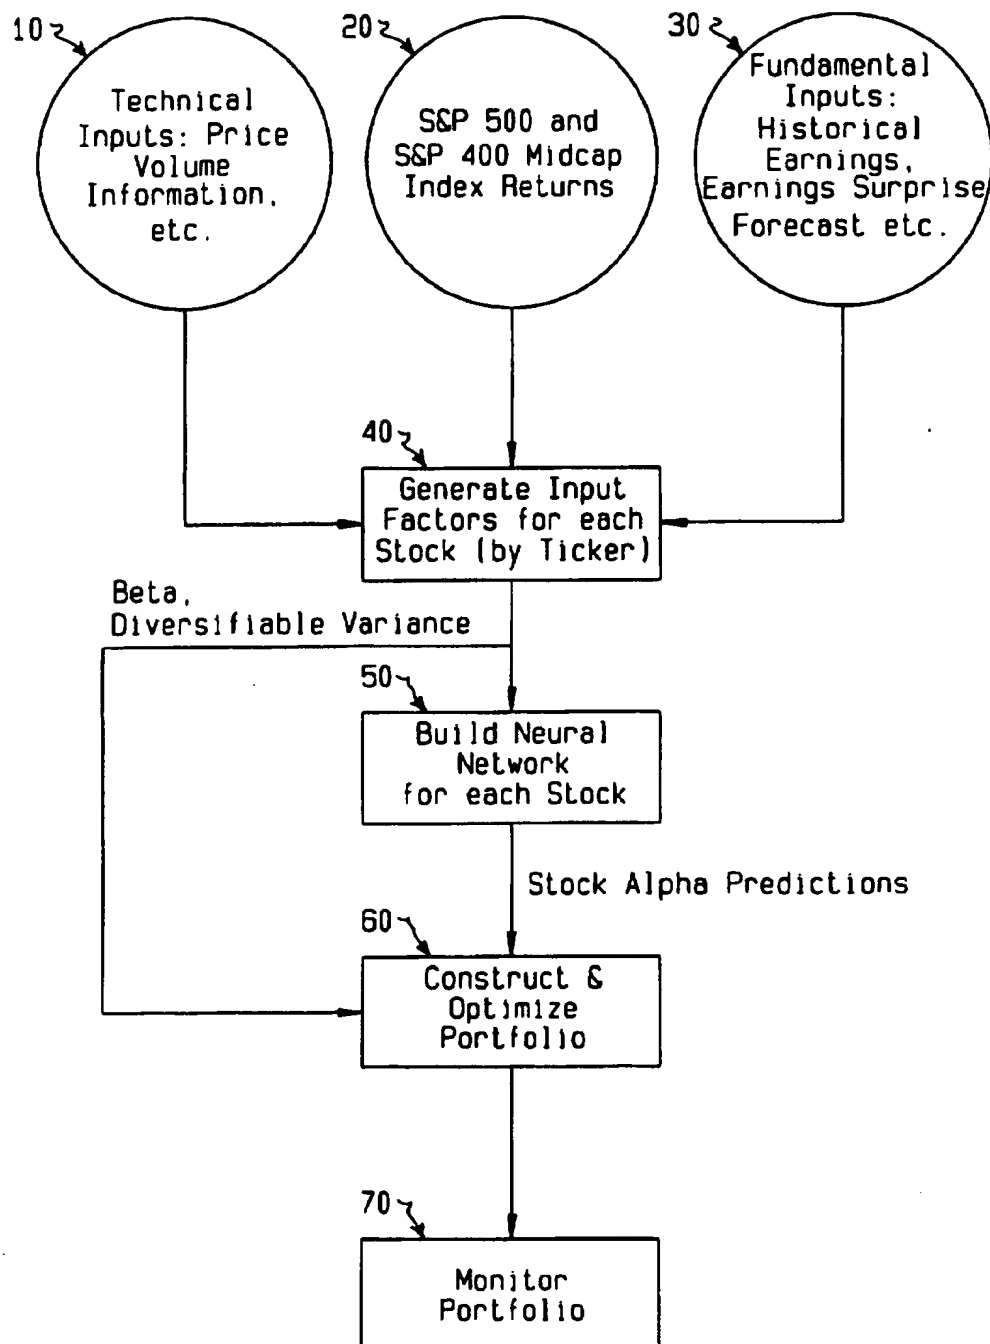 10
Technical
Inputs: Price
Volume
Information,
etc.
20
S&P 500 and
S&P 400 Midcap
Index Returns
30
Fundamental
Inputs:
Historical
Earnings,
Earnings Surprise
Forecast etc.
40
Generate Input
Factors for each
Stock (by Ticker)
Beta,
Diversifiable Variance
50
Build Neural
Network
for each Stock
Stock Alpha Predictions
60
Construct &
Optimize
Portfolio
70
Monitor
Portfolio